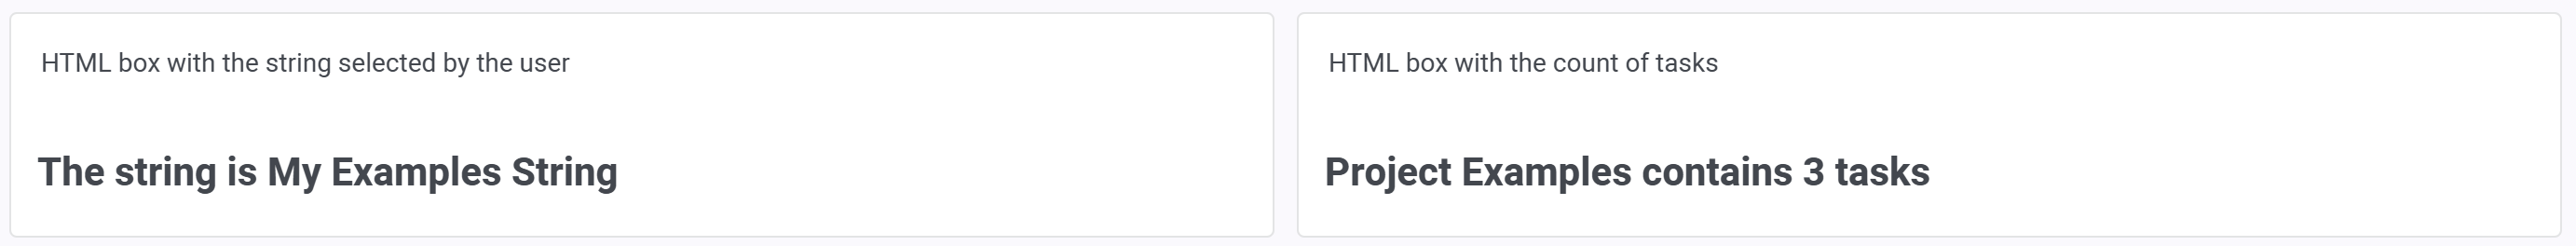 HTML box with the string selected by the user
The string is My Examples String
HTML box with the count of tasks
Project Examples contains 3 tasks